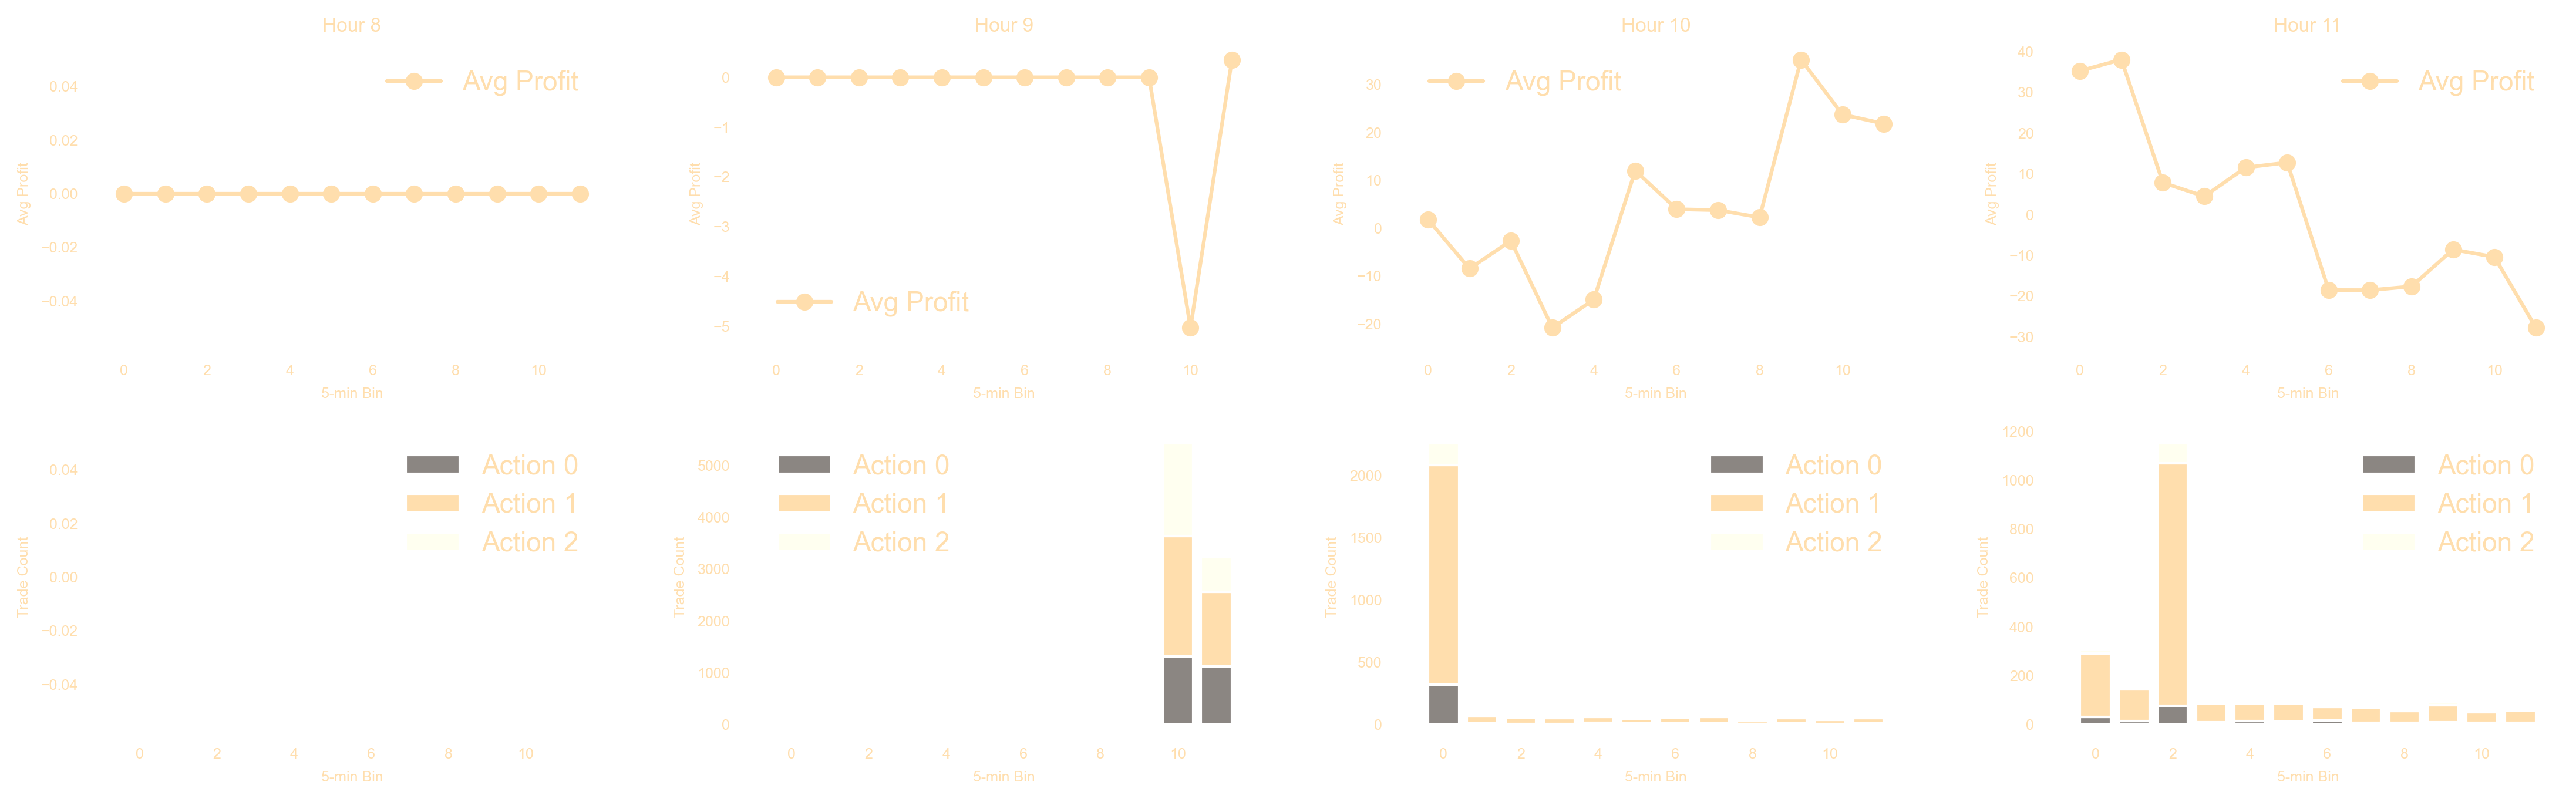 Hour 8
Avg Profit
0.04
0.02
0.00
−0.02
−0.04
Avg Profit
0 2 4 6 8 10
5-min Bin
Hour 9
Avg Profit
0
−1
−2
−3
−4
−5
Avg Profit
0 2 4 6 8 10
5-min Bin
Hour 10
Avg Profit
30
20
10
0
−10
−20
Avg Profit
0 2 4 6 8 10
5-min Bin
Hour 11
Avg Profit
40
30
20
10
0
−10
−20
−30
Avg Profit
0 2 4 6 8 10
5-min Bin
Trade Count
0.04
0.02
0.00
−0.02
−0.04
Action 0
Action 1
Action 2
0 2 4 6 8 10
5-min Bin
Trade Count
5000
4000
3000
2000
1000
0
Action 0
Action 1
Action 2
0 2 4 6 8 10
5-min Bin
Trade Count
2000
1500
1000
500
0
Action 0
Action 1
Action 2
0 2 4 6 8 10
5-min Bin
Trade Count
1200
1000
800
600
400
200
0
Action 0
Action 1
Action 2
0 2 4 6 8 10
5-min Bin